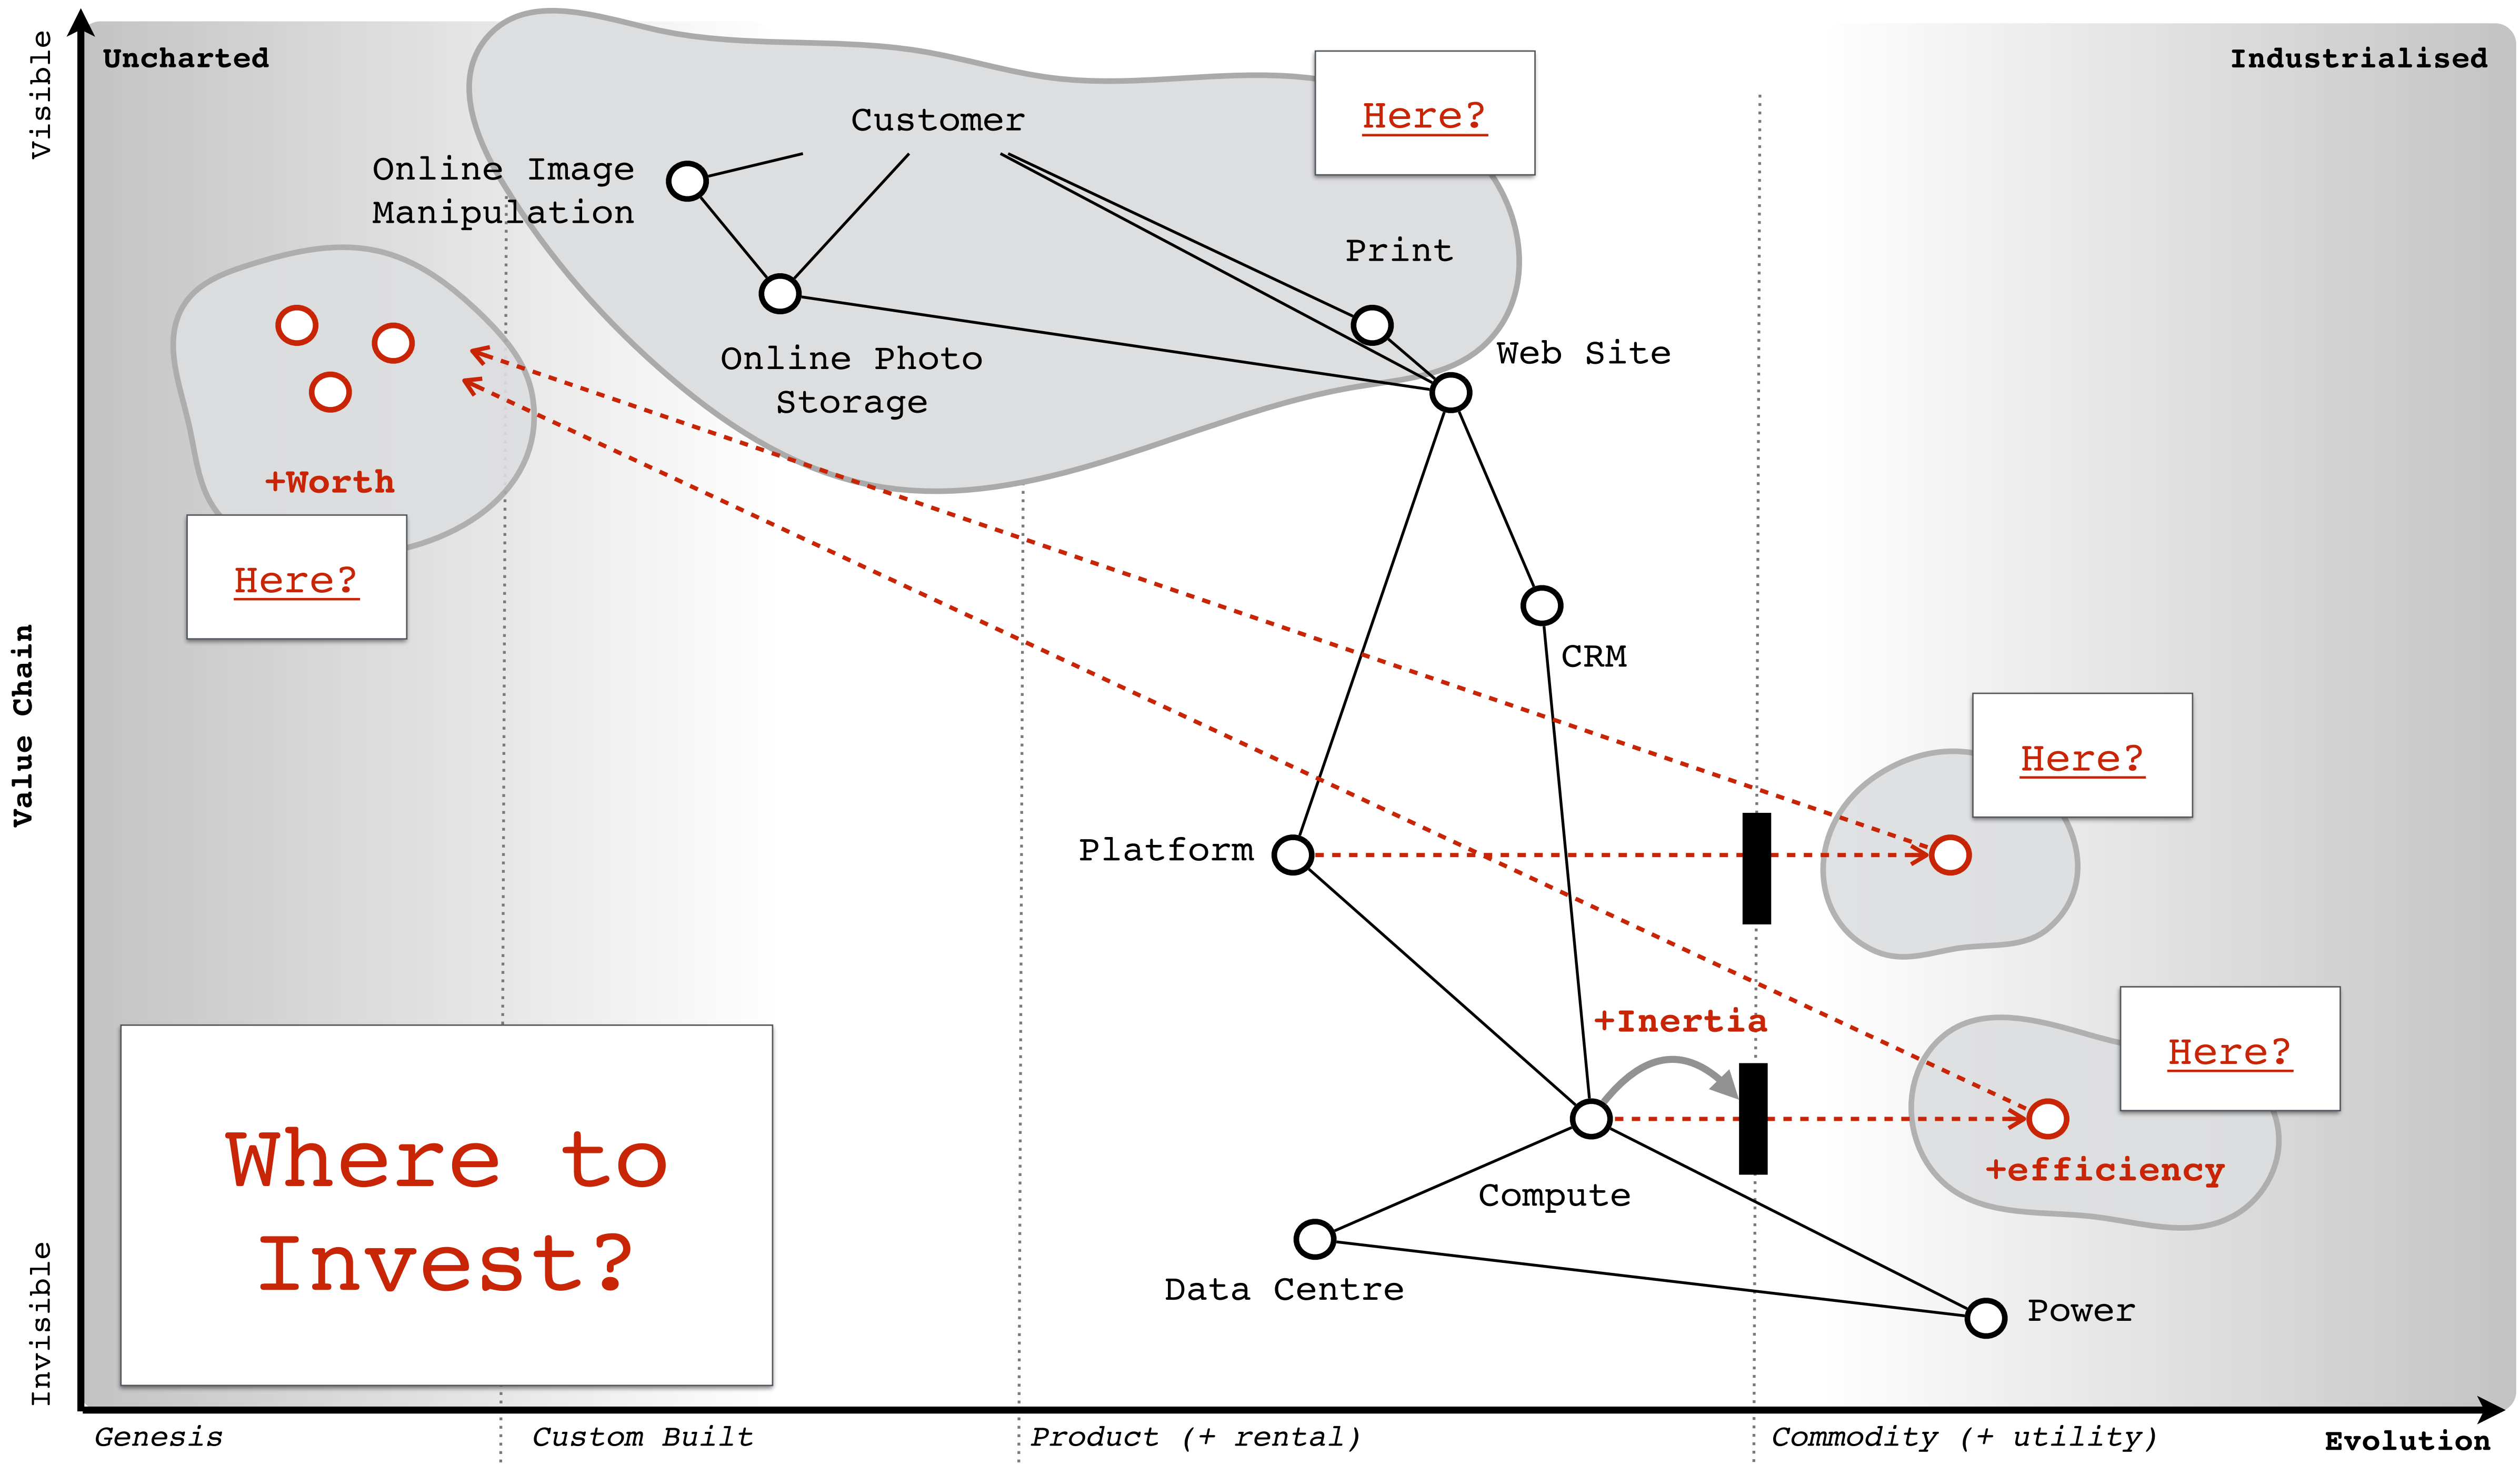 Visible
Uncharted
Industrialised
Here?
Customer
Online Image
Manipulation
Print
Online Photo
Storage
Web Site
+Worth
Here?
CRM
Value Chain
Here?
Platform
+Inertia
Here?
+efficiency
Compute
Where to
Invest?
Data Centre
Power
Invisible
Genesis
Custom Built
Product (+ rental)
Commodity (+ utility)
Evolution